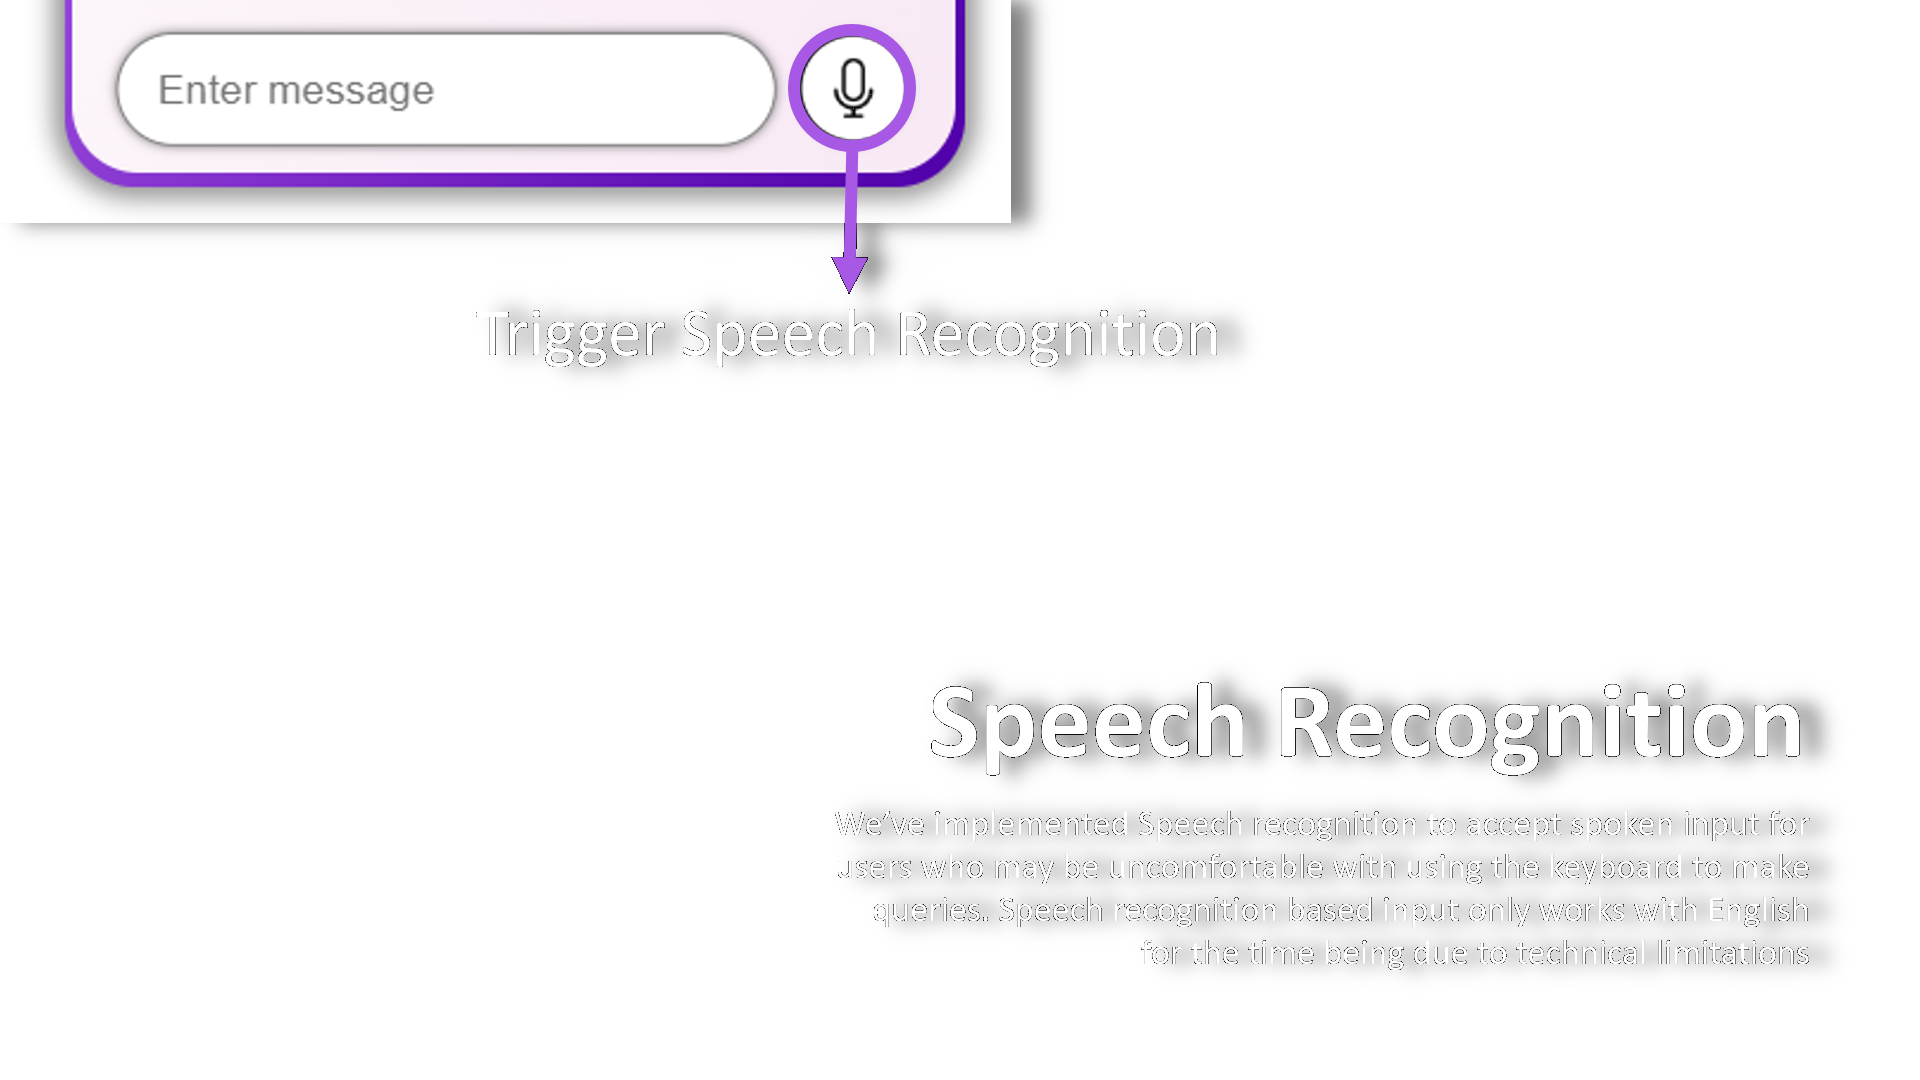 Enter message
Trigger Speech Recognition
Speech Recognition
We've implemented Speech recognition to accept spoken input for
users who may be uncomfortable with using the keyboard to make
queries. Speech recognition based input only works with English
for the time being due to technical limitations